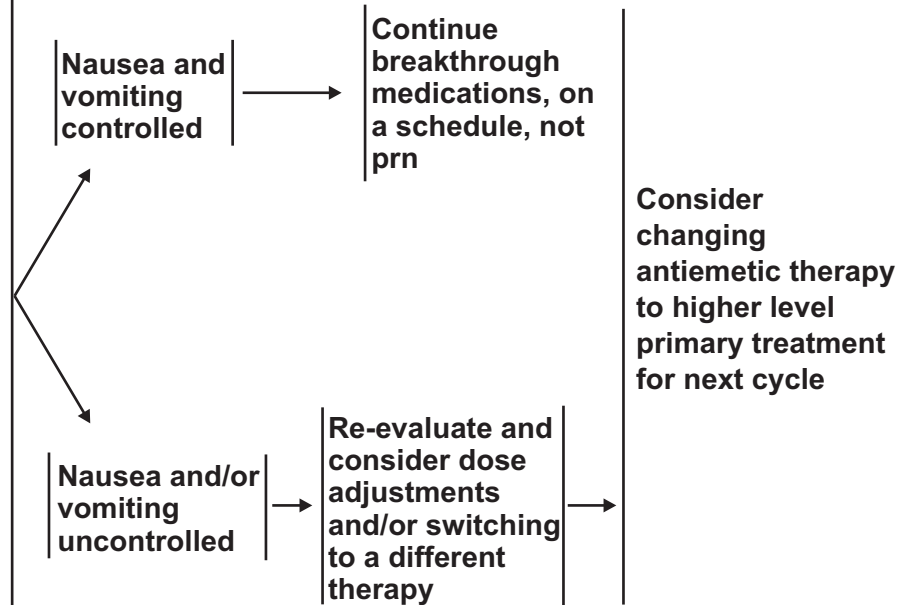 Nausea and
vomiting
controlled
Continue
breakthrough
medications, on
a schedule, not
prn
Nausea and/or
vomiting
uncontrolled
Re-evaluate and
consider dose
adjustments
and/or switching
to a different
therapy
Consider
changing
antiemetic therapy
to higher level
primary treatment
for next cycle